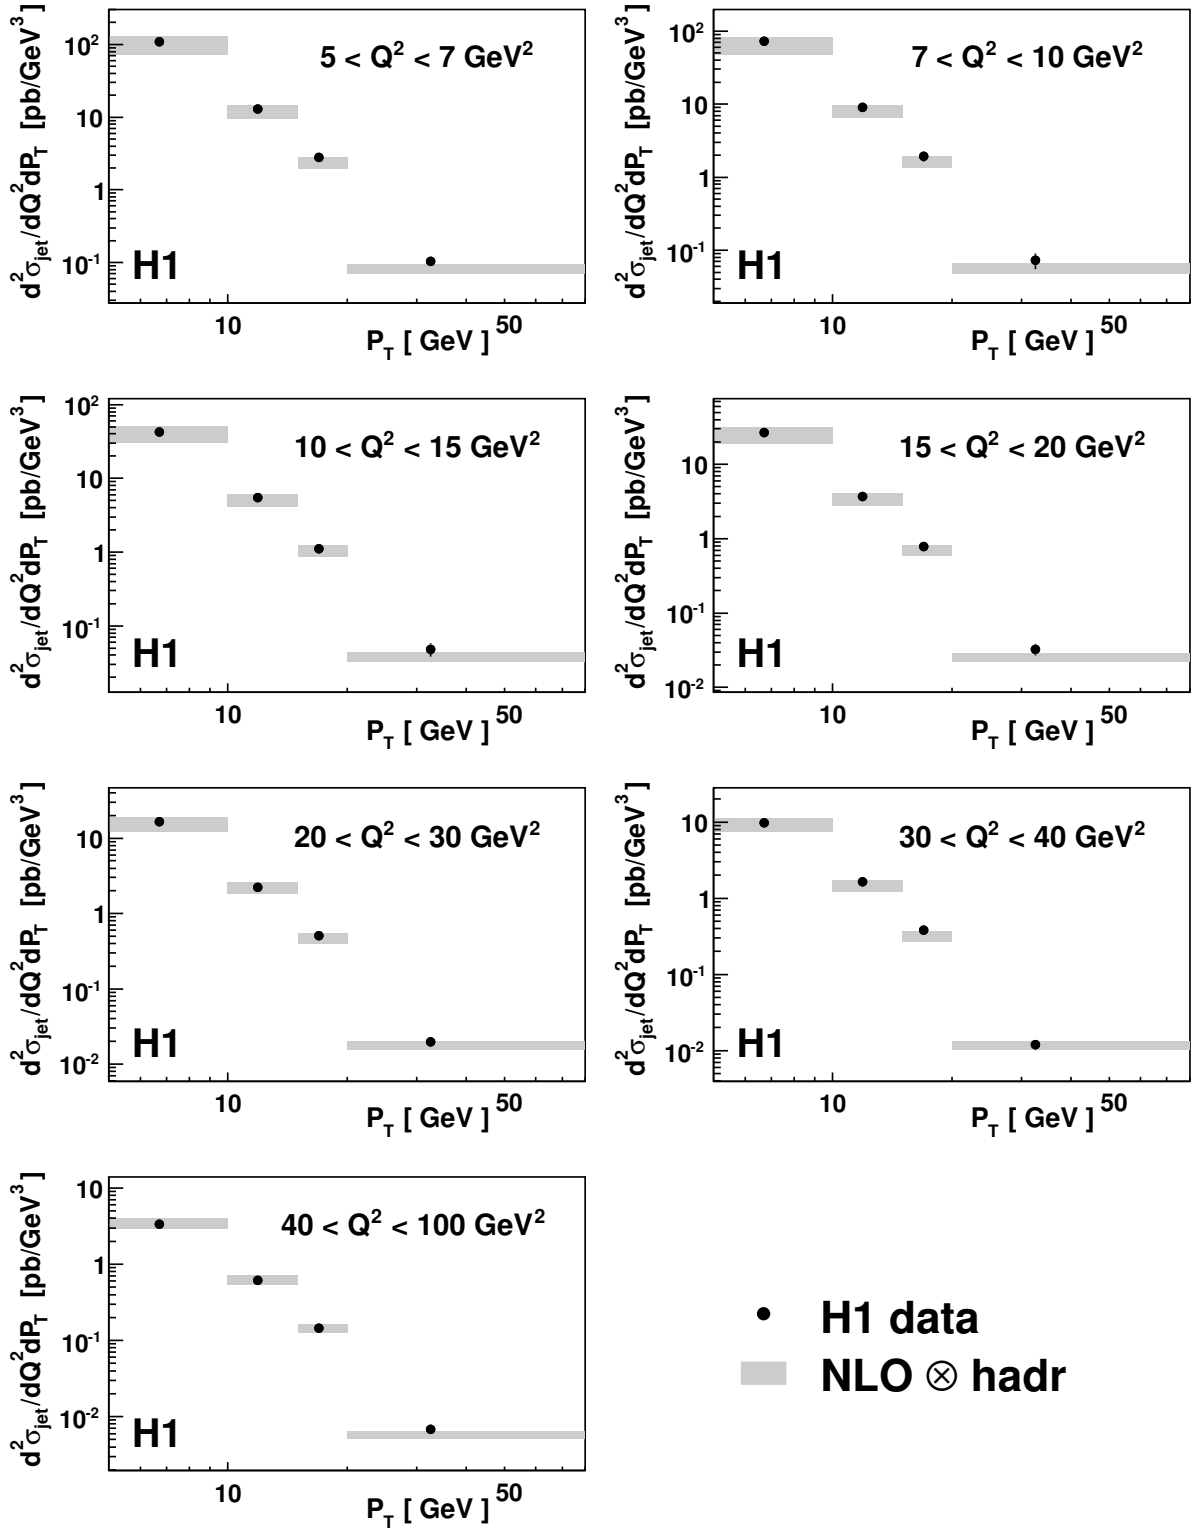 d²σ_jet/dQ²dP_T [pb/GeV³]
10²
10
1
10⁻¹
5 < Q² < 7 GeV²
H1
10
50
P_T [ GeV ]
d²σ_jet/dQ²dP_T [pb/GeV³]
10²
10
1
10⁻¹
7 < Q² < 10 GeV²
H1
10
50
P_T [ GeV ]
d²σ_jet/dQ²dP_T [pb/GeV³]
10²
10
1
10⁻¹
10 < Q² < 15 GeV²
H1
10
50
P_T [ GeV ]
d²σ_jet/dQ²dP_T [pb/GeV³]
10
1
10⁻¹
10⁻²
15 < Q² < 20 GeV²
H1
10
50
P_T [ GeV ]
d²σ_jet/dQ²dP_T [pb/GeV³]
10
1
10⁻¹
10⁻²
20 < Q² < 30 GeV²
H1
10
50
P_T [ GeV ]
d²σ_jet/dQ²dP_T [pb/GeV³]
10
1
10⁻¹
10⁻²
30 < Q² < 40 GeV²
H1
10
50
P_T [ GeV ]
d²σ_jet/dQ²dP_T [pb/GeV³]
10
1
10⁻¹
10⁻²
40 < Q² < 100 GeV²
H1
10
50
P_T [ GeV ]
H1 data
NLO ⊗ hadr